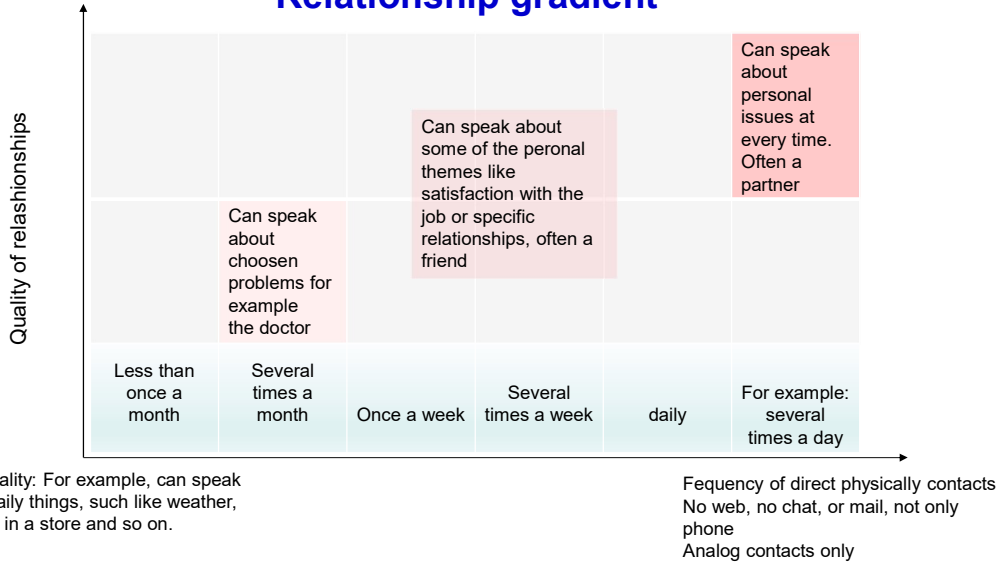 Relationship gradient
Quality of relashionships
Can speak
about
personal
issues at
every time.
Often a
partner
Can speak about
some of the peronal
themes like
satisfaction with the
job or specific
relationships, often a
friend
Can speak
about
choosen
problems for
example
the doctor
Less than
once a
month
Several
times a
month
Once a week
Several
times a week
daily
For example:
several
times a day
ality: For example, can speak
aily things, such like weather,
in a store and so on.
Fequency of direct physically contacts
No web, no chat, or mail, not only
phone
Analog contacts only